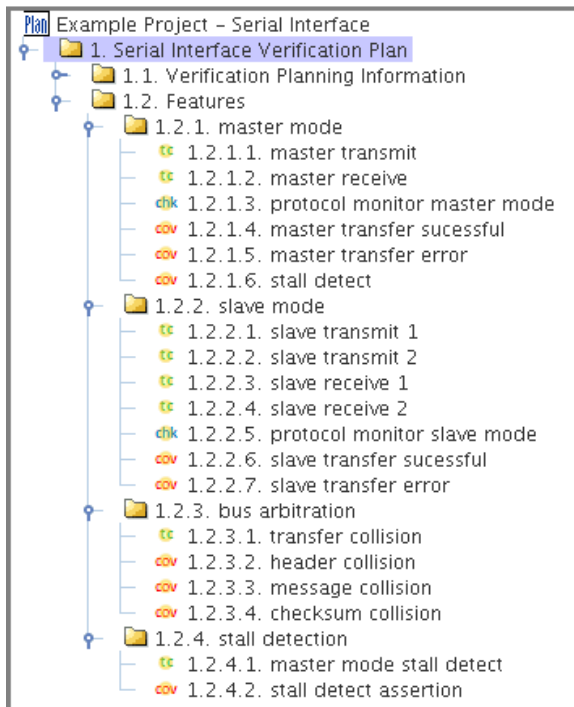 Plan Example Project – Serial Interface
1. Serial Interface Verification Plan
1.1. Verification Planning Information
1.2. Features
1.2.1. master mode
tc 1.2.1.1. master transmit
tc 1.2.1.2. master receive
chk 1.2.1.3. protocol monitor master mode
cov 1.2.1.4. master transfer sucessful
cov 1.2.1.5. master transfer error
cov 1.2.1.6. stall detect
1.2.2. slave mode
tc 1.2.2.1. slave transmit 1
tc 1.2.2.2. slave transmit 2
tc 1.2.2.3. slave receive 1
tc 1.2.2.4. slave receive 2
chk 1.2.2.5. protocol monitor slave mode
cov 1.2.2.6. slave transfer sucessful
cov 1.2.2.7. slave transfer error
1.2.3. bus arbitration
tc 1.2.3.1. transfer collision
cov 1.2.3.2. header collision
cov 1.2.3.3. message collision
cov 1.2.3.4. checksum collision
1.2.4. stall detection
tc 1.2.4.1. master mode stall detect
cov 1.2.4.2. stall detect assertion